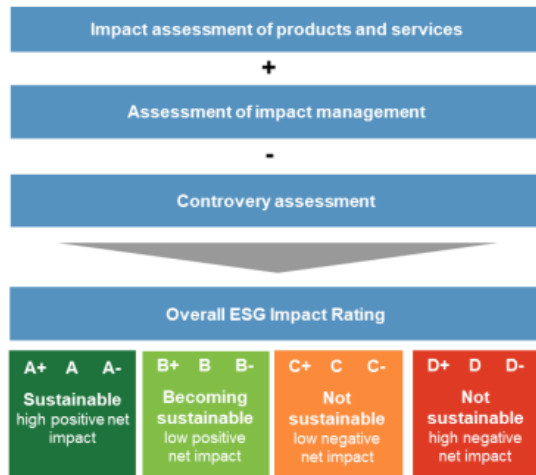 Impact assessment of products and services
+
Assessment of impact management
-
Controvery assessment
Overall ESG Impact Rating
A+ A A-
Sustainable
high positive net
impact
B+ B B-
Becoming
sustainable
low positive
net impact
C+ C C-
Not
sustainable
low negative
net impact
D+ D D-
Not
sustainable
high negative
net impact